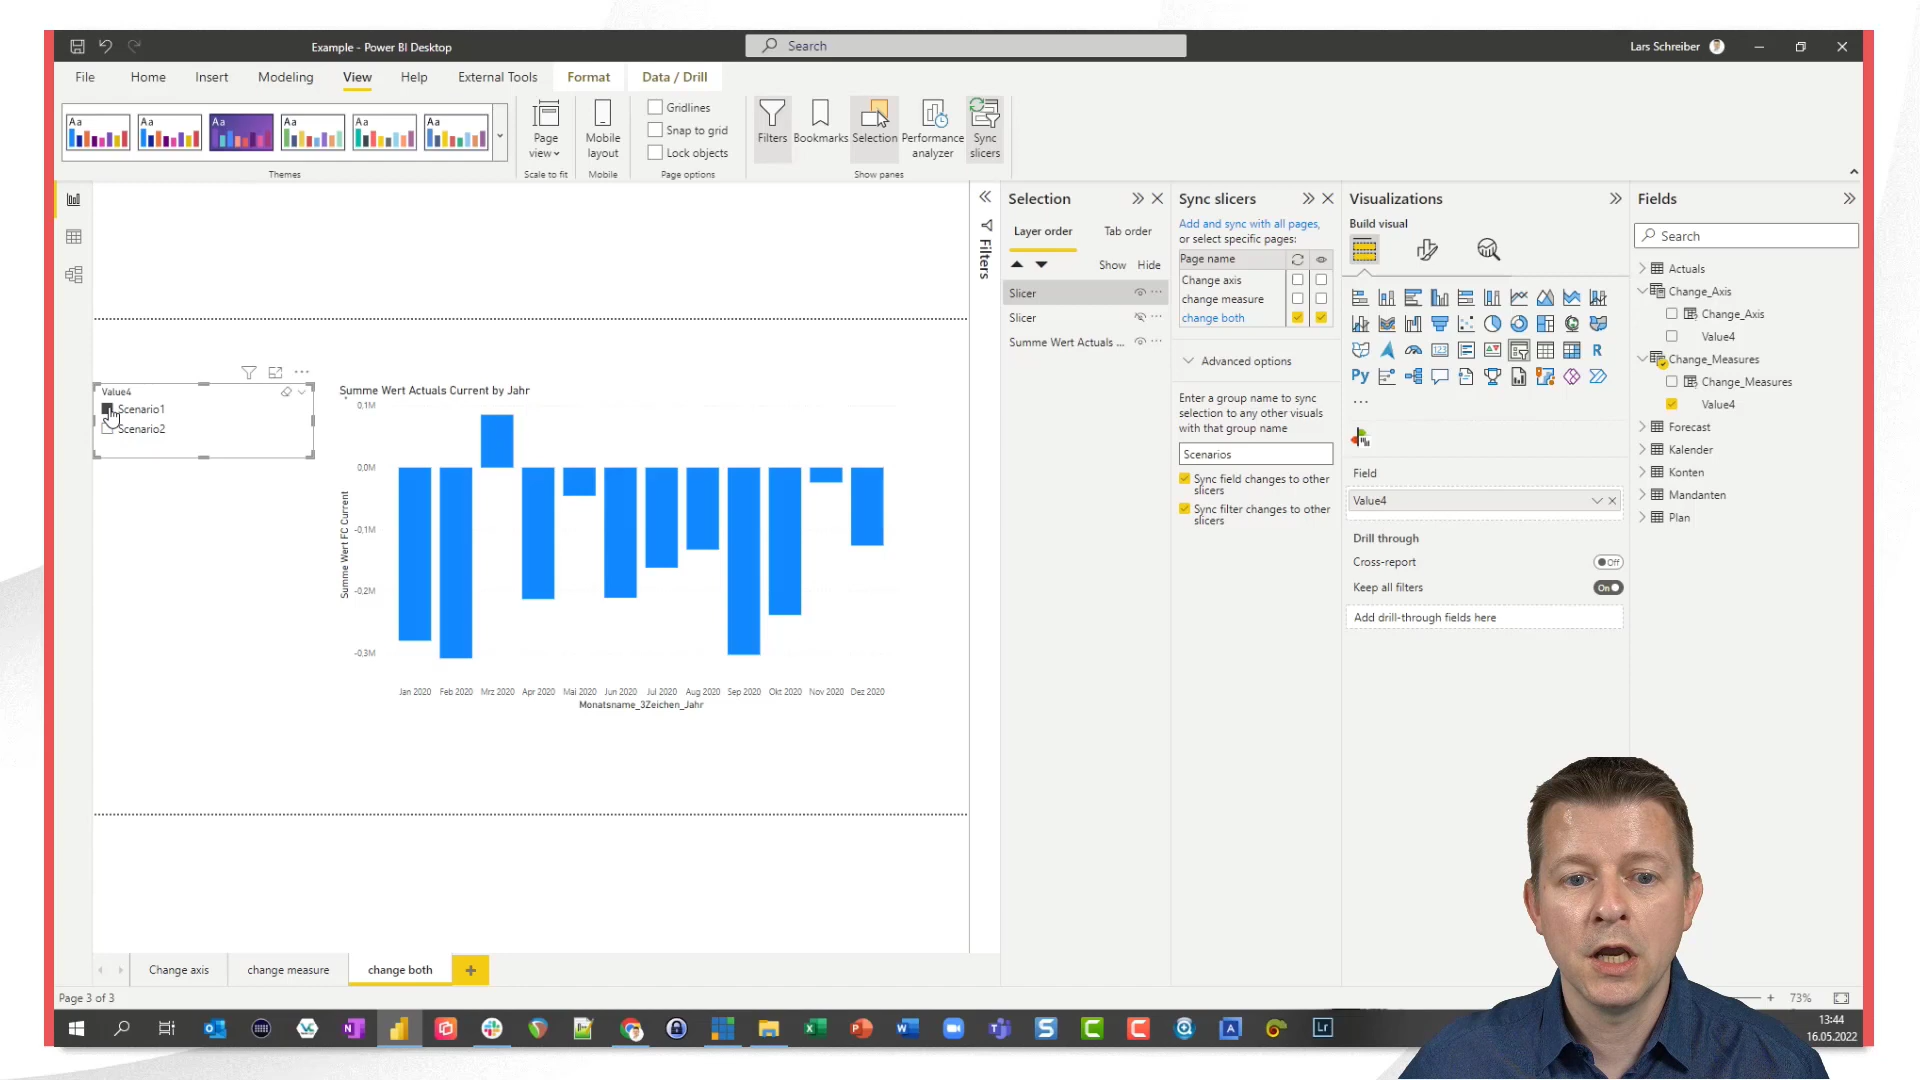 Example - Power BI Desktop
Search
Lars Schreiber
File
Home
Insert
Modeling
View
Help
External Tools
Format
Data / Drill
Aa
Aa
Aa
Aa
Aa
Aa
Page view
Mobile layout
Gridlines
Snap to grid
Lock objects
Filters
Bookmarks
Selection
Performance analyzer
Sync slicers
Themes
Scale to fit
Mobile
Page options
Show panes
Value4
Scenario1
Scenario2
Summe Wert Actuals Current by Jahr
0,1M
0,0M
-0,1M
-0,2M
-0,3M
Summe Wert FC Current
Jan 2020
Feb 2020
Mrz 2020
Apr 2020
Mai 2020
Jun 2020
Jul 2020
Aug 2020
Sep 2020
Okt 2020
Nov 2020
Dez 2020
Monatsname_3Zeichen_Jahr
Filters
Selection
Layer order
Tab order
Show
Hide
Slicer
Slicer
Summe Wert Actuals ...
Sync slicers
Add and sync with all pages,
or select specific pages:
Page name
Change axis
change measure
change both
Advanced options
Enter a group name to sync
selection to any other visuals
with that group name
Scenarios
Sync field changes to other
slicers
Sync filter changes to other
slicers
Visualizations
Build visual
123
R
Py
Field
Value4
Drill through
Cross-report
Off
Keep all filters
On
Add drill-through fields here
Fields
Search
Actuals
Change_Axis
Change_Axis
Value4
Change_Measures
Change_Measures
Value4
Forecast
Kalender
Konten
Mandanten
Plan
Change axis
change measure
change both
Page 3 of 3
73%
13:44
16.05.2022